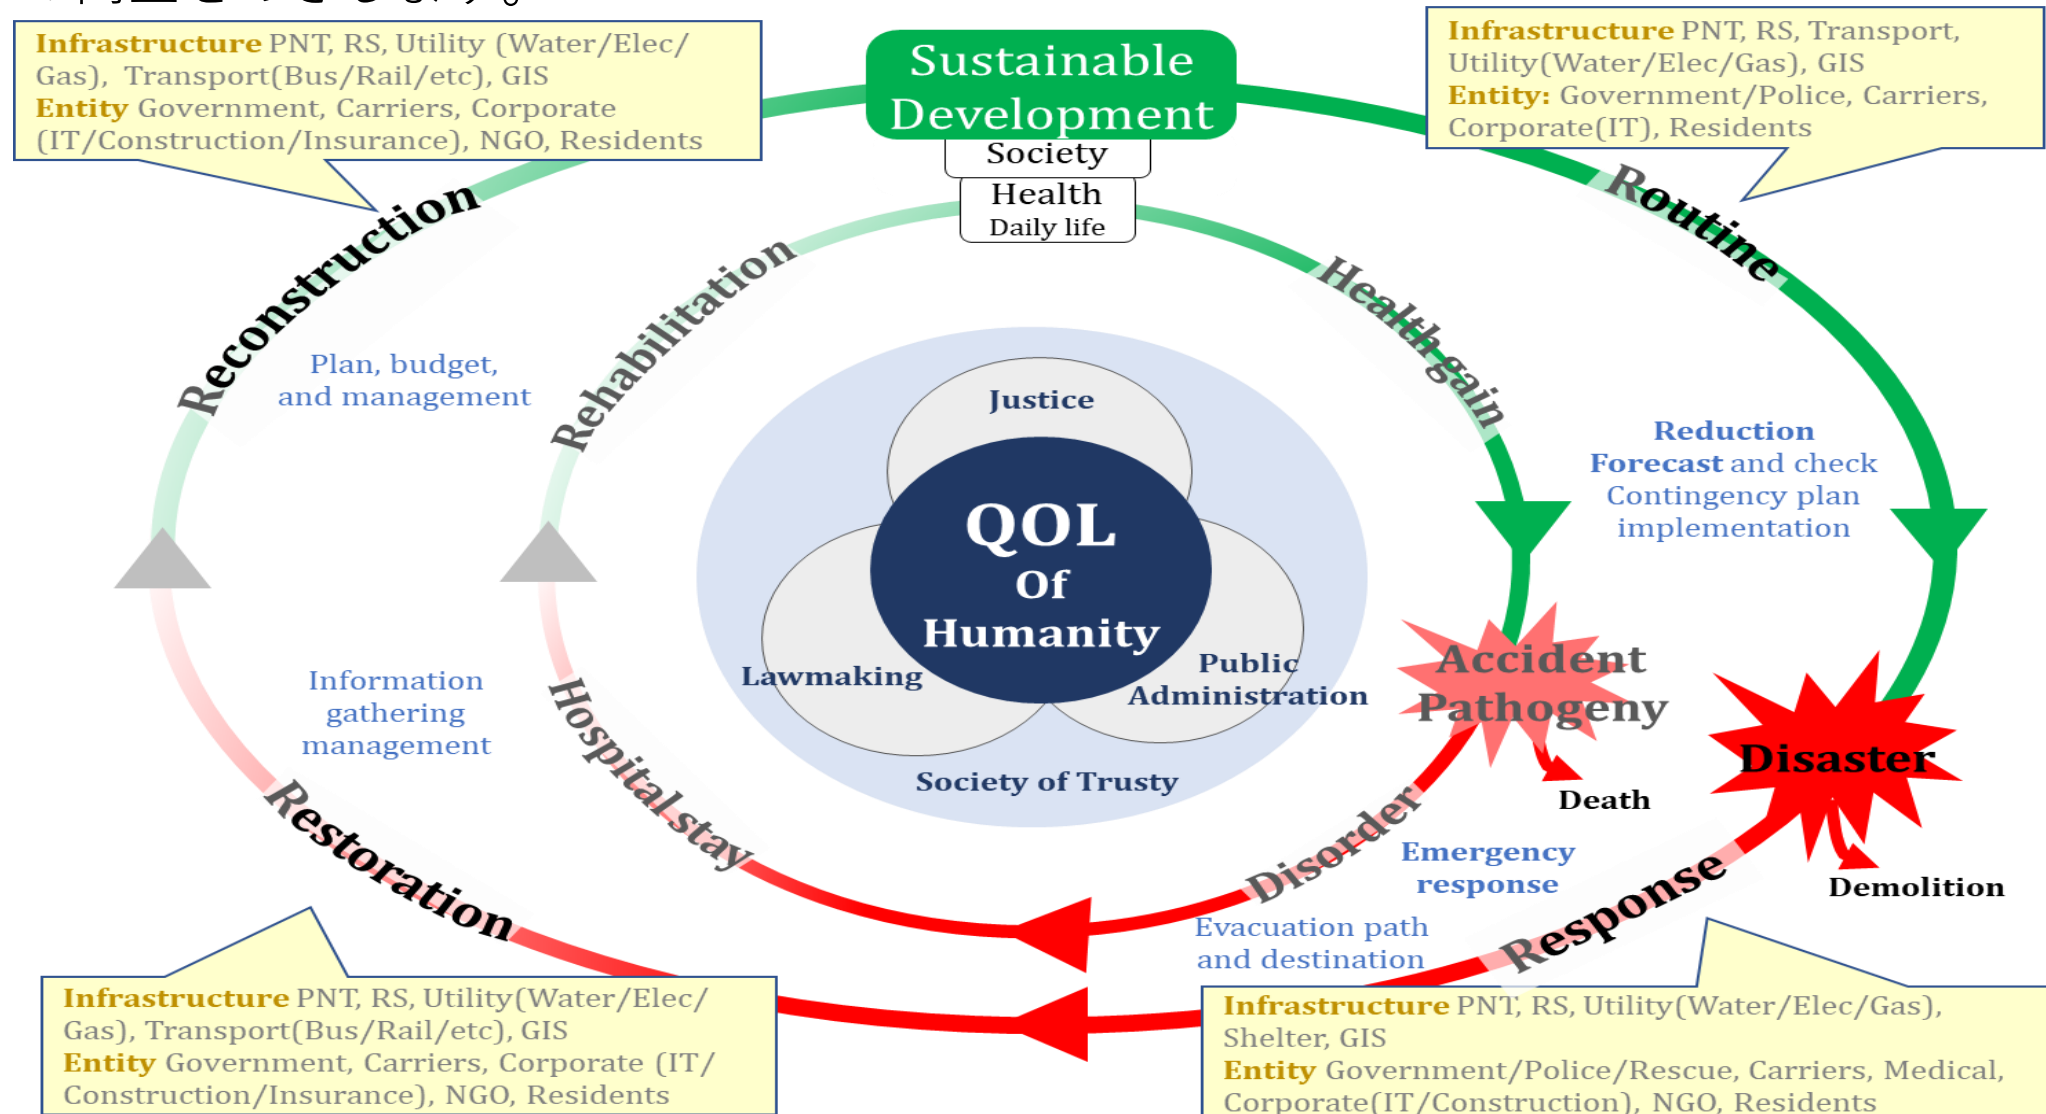 Infrastructure PNT, RS, Utility (Water/Elec/
Gas), Transport(Bus/Rail/etc), GIS
Entity Government, Carriers, Corporate
(IT/Construction/Insurance), NGO, Residents
Sustainable
Development
Society
Health
Daily life
Infrastructure PNT, RS, Transport,
Utility(Water/Elec/Gas), GIS
Entity: Government/Police, Carriers,
Corporate(IT), Residents
Reconstruction
Rehabilitation
Health gain
Routine
Plan, budget,
and management
Reduction
Forecast and check
Contingency plan
implementation
Justice
QOL
Of
Humanity
Lawmaking
Public
Administration
Society of Trusty
Accident
Pathogeny
Disaster
Death
Demolition
Information
gathering
management
Hospital stay
Restoration
Disorder
Response
Emergency
response
Evacuation path
and destination
Infrastructure PNT, RS, Utility(Water/Elec/
Gas), Transport(Bus/Rail/etc), GIS
Entity Government, Carriers, Corporate (IT/
Construction/Insurance), NGO, Residents
Infrastructure PNT, RS, Utility(Water/Elec/Gas),
Shelter, GIS
Entity Government/Police/Rescue, Carriers, Medical,
Corporate(IT/Construction), NGO, Residents